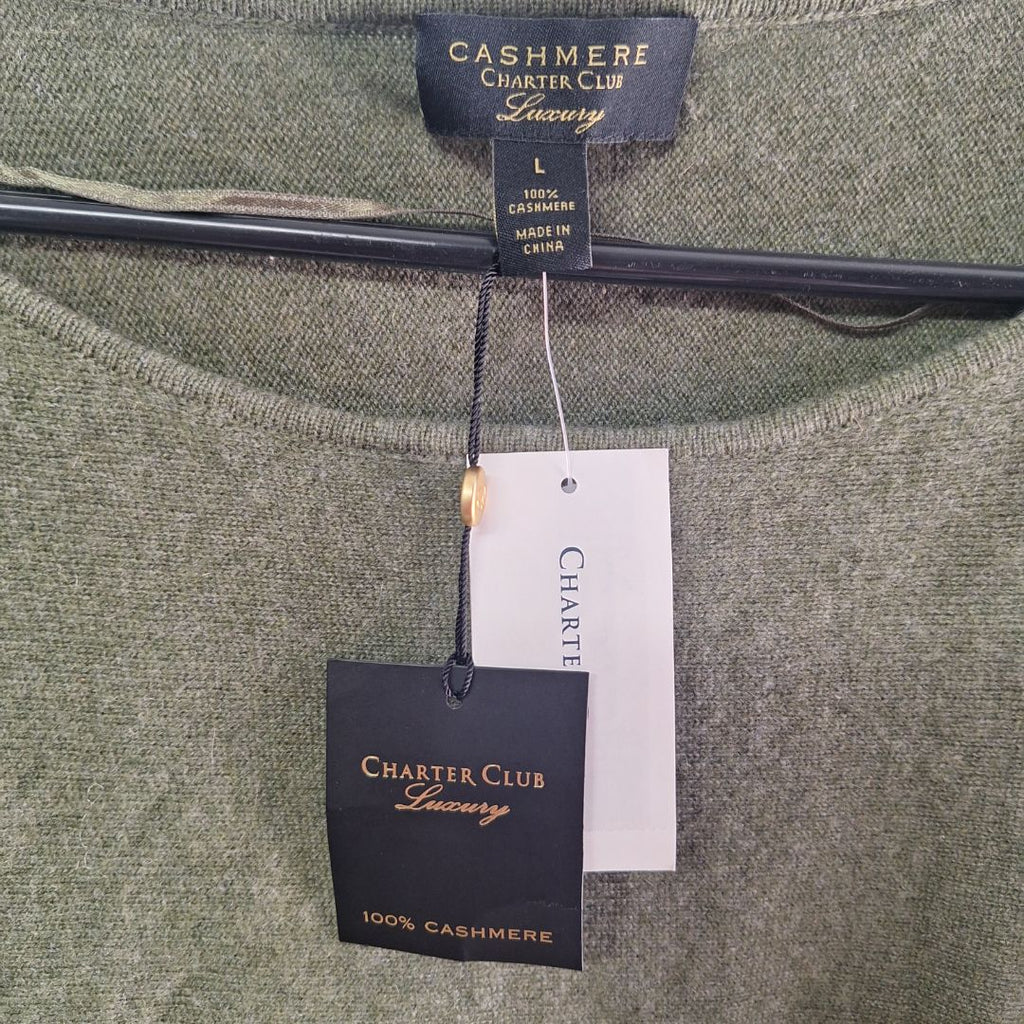 CASHMERE
CHARTER CLUB
Luxury
L
100%
CASHMERE
MADE IN
CHINA
CHARTE
CHARTER CLUB
Luxury
100% CASHMERE